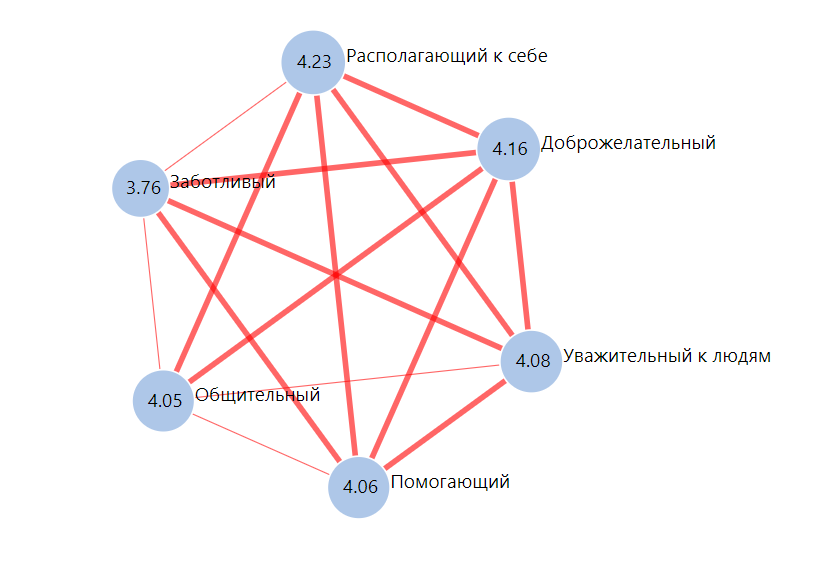 4.23 Располагающий к себе
4.16 Доброжелательный
3.76 Заботливый
4.08 Уважительный к людям
4.05 Общительный
4.06 Помогающий